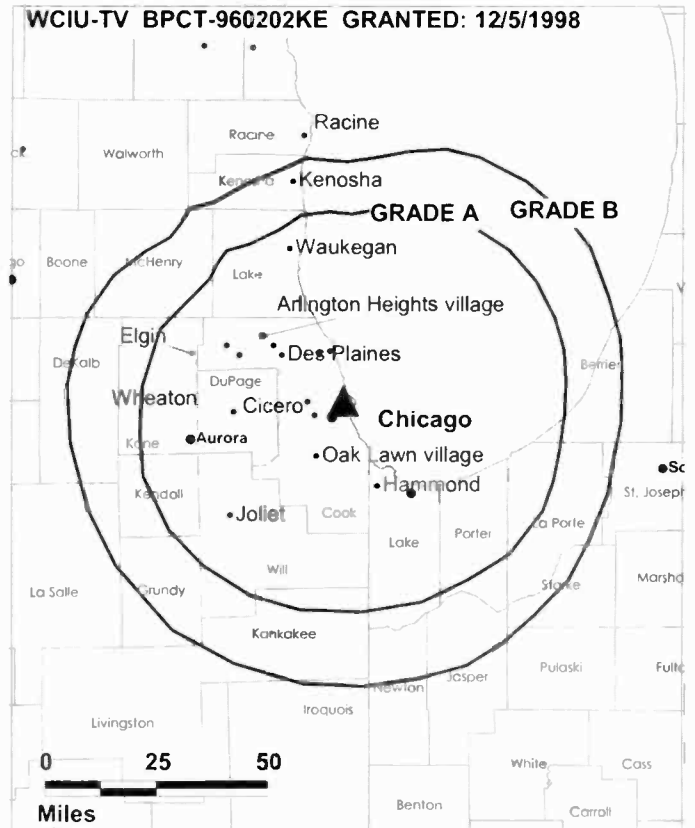 WCIU-TV BPCT-960202KE GRANTED: 12/5/1998
Racine
Racine
Walworth
Kenosha
GRADE A
GRADE B
Waukegan
Boone
McHenry
Lake
Arlington Heights village
Elgin
Des Plaines
DeKalb
Berrien
DuPage
Wheaton
Cicero
Chicago
Kane
Aurora
Oak Lawn village
Hammond
St. Joseph
Kendall
Joliet
Cook
Lake
Porter
La Porte
Will
La Salle
Grundy
Starke
Marsh
Kankakee
Newton
Jasper
Pulaski
Fult
Iroquois
Livingston
0 25 50
White
Cass
Miles
Benton
Carroll